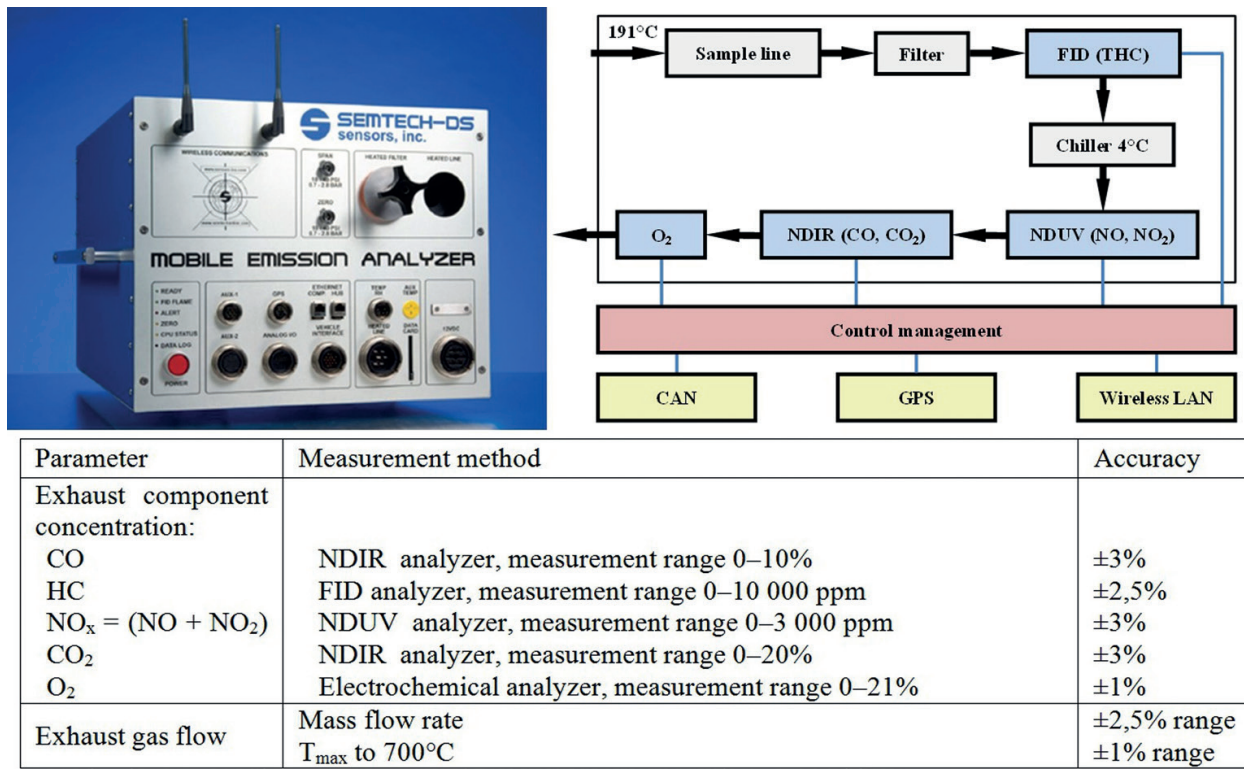 SEMTECH-DS
sensors, inc.
WIRELESS COMMUNICATIONS
SPAN
ZERO
HEATED FILTER
HEATED LINE
MOBILE EMISSION ANALYZER
READY
FID FLAME
ALERT
ZERO
CPU STATUS
DATA LOG
POWER
AUX-1
GPS
ETHERNET
COMP. HUB
AUX-2
ANALOG I/O
VEHICLE
INTERFACE
TEMP
RH
AUX
TEMP
HEATED
LINE
DATA
CARD
12VDC
191°C
Sample line
Filter
FID (THC)
Chiller 4°C
O₂
NDIR (CO, CO₂)
NDUV (NO, NO₂)
Control management
CAN
GPS
Wireless LAN
Parameter Measurement method Accuracy
Exhaust component
concentration:
CO NDIR analyzer, measurement range 0–10% ±3%
HC FID analyzer, measurement range 0–10 000 ppm ±2,5%
NOₓ = (NO + NO₂) NDUV analyzer, measurement range 0–3 000 ppm ±3%
CO₂ NDIR analyzer, measurement range 0–20% ±3%
O₂ Electrochemical analyzer, measurement range 0–21% ±1%
Exhaust gas flow
Mass flow rate ±2,5% range
Tmax to 700°C ±1% range